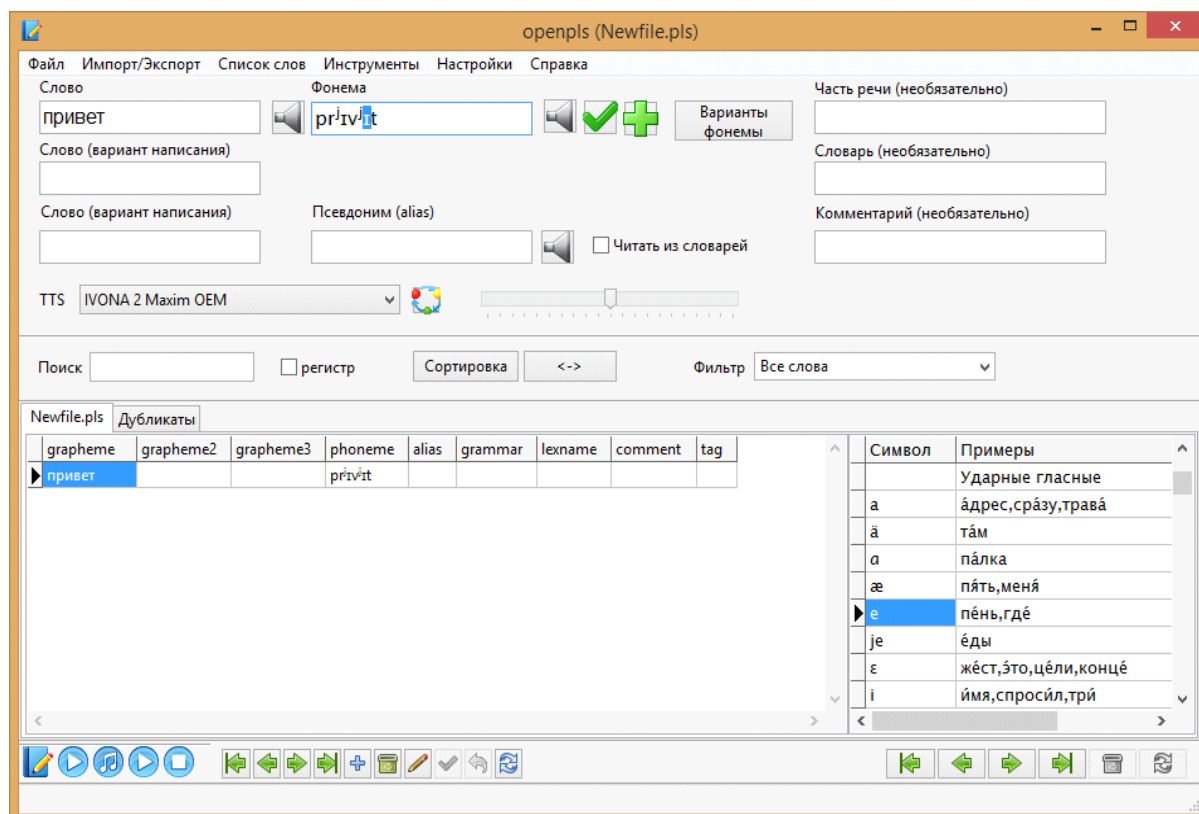 openpls (Newfile.pls)
Файл Импорт/Экспорт Список слов Инструменты Настройки Справка
Слово Фонема Часть речи (необязательно)
привет prʲɪvʲɪt Варианты фонемы
Слово (вариант написания) Словарь (необязательно)
Слово (вариант написания) Псевдоним (alias) Комментарий (необязательно)
Читать из словарей
TTS IVONA 2 Maxim OEM
Поиск регистр Сортировка <-> Фильтр Все слова
Newfile.pls Дубликаты
grapheme grapheme2 grapheme3 phoneme alias grammar lexname comment tag
привет prʲɪvʲɪt
Символ Примеры
Ударные гласные
a а́дрес,сра́зу,трава́
ä та́м
ɑ па́лка
æ пя́ть,меня́
e пе́нь,где́
je е́ды
ɛ же́ст,э́то,це́ли,конце́
i и́мя,спроси́л,три́